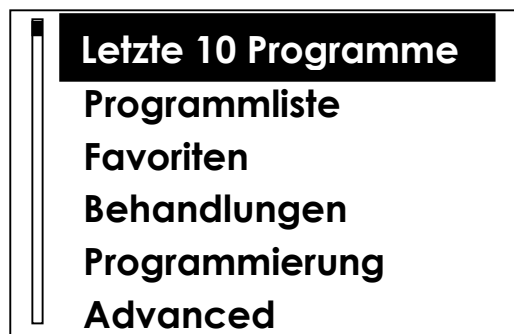 Letzte 10 Programme
Programmliste
Favoriten
Behandlungen
Programmierung
Advanced